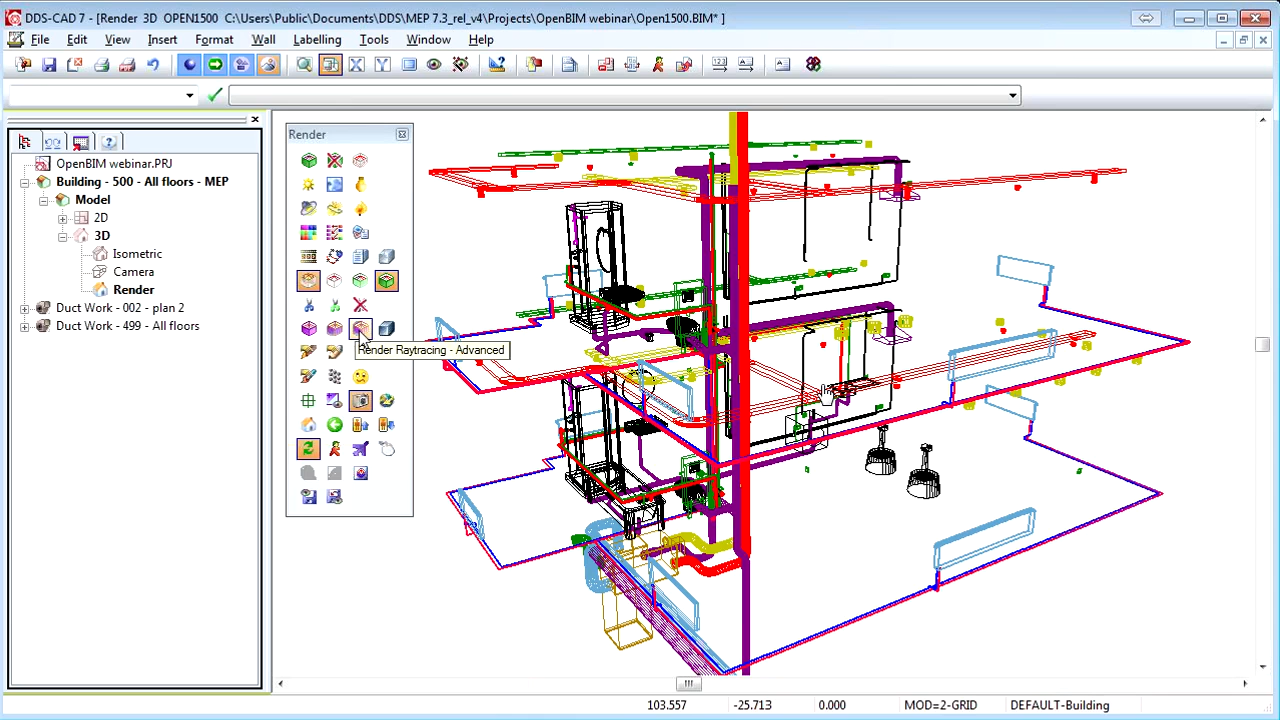 DDS-CAD 7 - [Render 3D OPEN1500 C:\Users\Public\Documents\DDS\MEP 7.3_rel_v4\Projects\OpenBIM webinar\Open1500.BIM* ]
File Edit View Insert Format Wall Labelling Tools Window Help
Render
OpenBIM webinar.PRJ
Building - 500 - All floors - MEP
Model
2D
3D
Isometric
Camera
Render
Duct Work - 002 - plan 2
Duct Work - 499 - All floors
Render Raytracing - Advanced
103.557 -25.713 0.000 MOD=2-GRID DEFAULT-Building